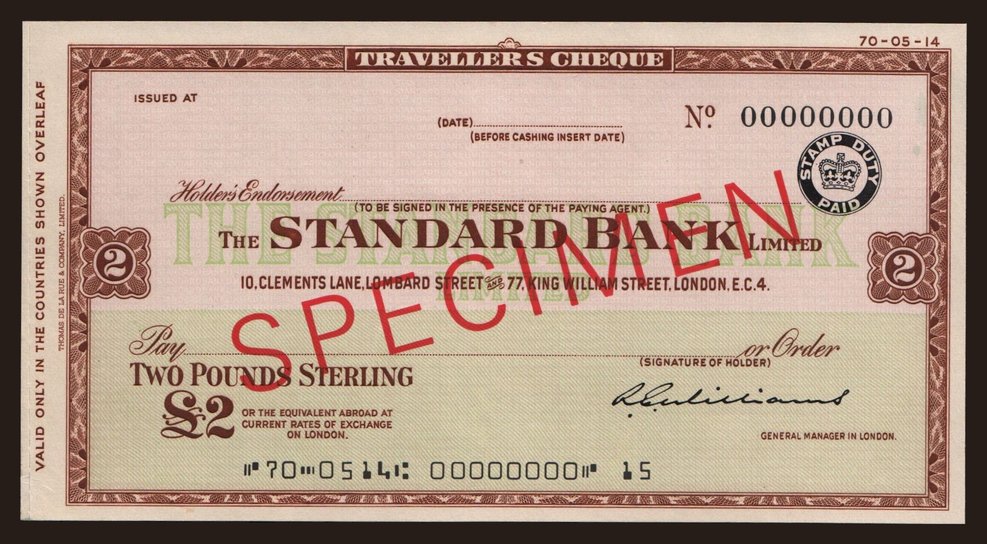 70-05-14
TRAVELLERS CHEQUE
ISSUED AT
Nº 00000000
(DATE)
(BEFORE CASHING INSERT DATE)
STAMP DUTY
PAID
Holder's Endorsement
(TO BE SIGNED IN THE PRESENCE OF THE PAYING AGENT.)
THE STANDARD BANK
LIMITED
THE STANDARD BANK LIMITED
2
2
10, CLEMENTS LANE, LOMBARD STREET and 77, KING WILLIAM STREET, LONDON, E.C.4.
SPECIMEN
Pay or Order
(SIGNATURE OF HOLDER)
TWO POUNDS STERLING
£2
OR THE EQUIVALENT ABROAD AT
CURRENT RATES OF EXCHANGE
ON LONDON.
GENERAL MANAGER IN LONDON.
⑈70⑉0514⑆ 00000000⑈ 15
VALID ONLY IN THE COUNTRIES SHOWN OVERLEAF
THOMAS DE LA RUE & COMPANY, LIMITED.